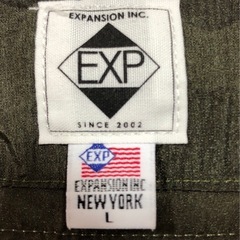 EXPANSION INC.
EXP
SINCE 2002
EXP
EXPANSION INC
NEW YORK
L